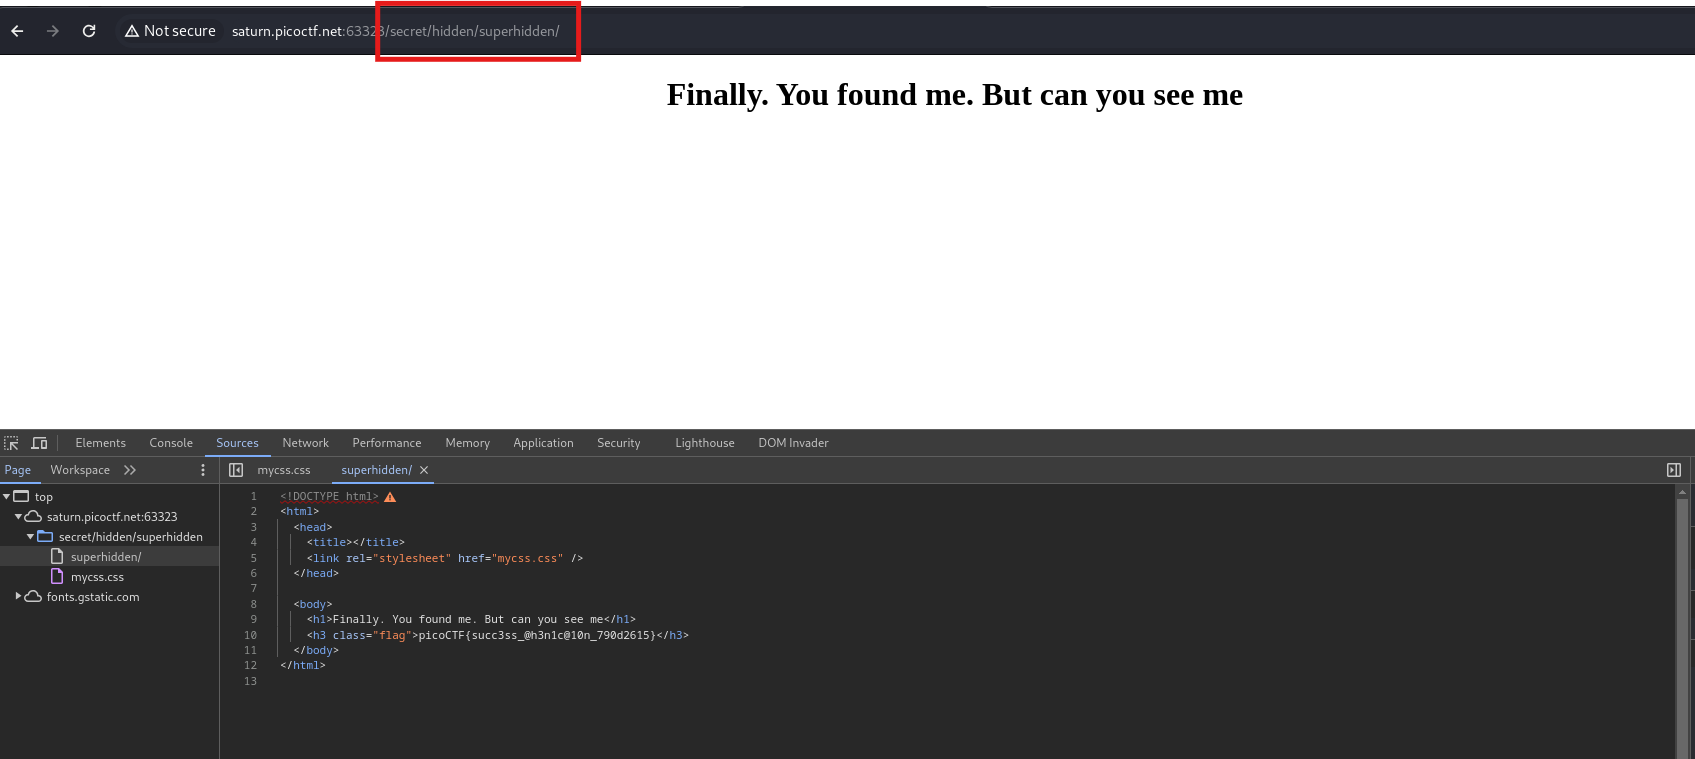 Not secure saturn.picoctf.net:63323/secret/hidden/superhidden/
Finally. You found me. But can you see me
Elements Console Sources Network Performance Memory Application Security Lighthouse DOM Invader
Page Workspace mycss.css superhidden/
top
saturn.picoctf.net:63323
secret/hidden/superhidden
superhidden/
mycss.css
fonts.gstatic.com
1 <!DOCTYPE html>
2 <html>
3 <head>
4 <title></title>
5 <link rel="stylesheet" href="mycss.css" />
6 </head>
7
8 <body>
9 <h1>Finally. You found me. But can you see me</h1>
10 <h3 class="flag">picoCTF{succ3ss_@h3n1c@10n_790d2615}</h3>
11 </body>
12 </html>
13